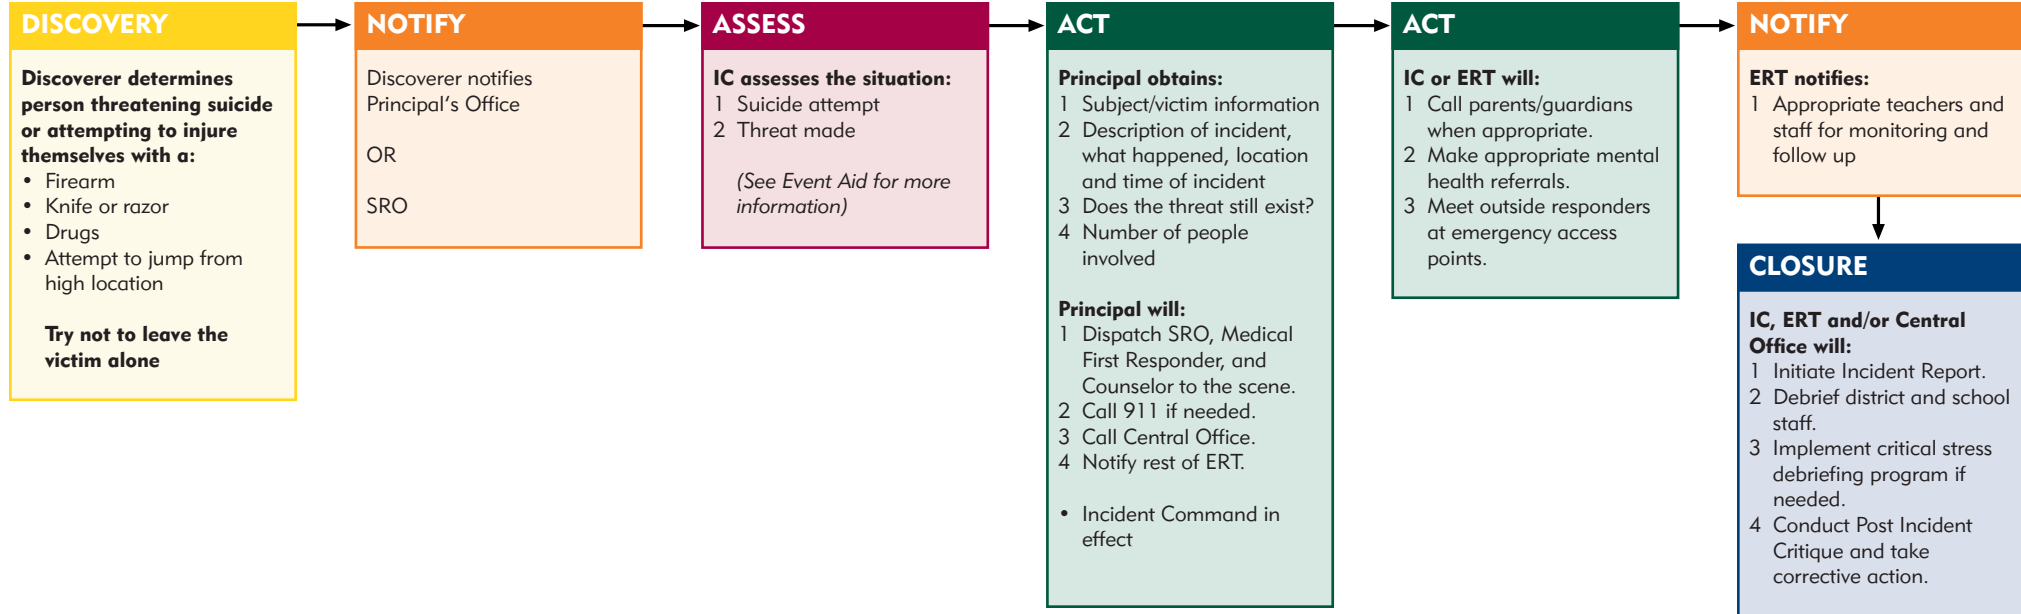 DISCOVERY
Discoverer determines
person threatening suicide
or attempting to injure
themselves with a:
• Firearm
• Knife or razor
• Drugs
• Attempt to jump from
high location
Try not to leave the
victim alone
NOTIFY
Discoverer notifies
Principal's Office
OR
SRO
ASSESS
IC assesses the situation:
1 Suicide attempt
2 Threat made
(See Event Aid for more
information)
ACT
Principal obtains:
1 Subject/victim information
2 Description of incident,
what happened, location
and time of incident
3 Does the threat still exist?
4 Number of people
involved
Principal will:
1 Dispatch SRO, Medical
First Responder, and
Counselor to the scene.
2 Call 911 if needed.
3 Call Central Office.
4 Notify rest of ERT.
• Incident Command in
effect
ACT
IC or ERT will:
1 Call parents/guardians
when appropriate.
2 Make appropriate mental
health referrals.
3 Meet outside responders
at emergency access
points.
NOTIFY
ERT notifies:
1 Appropriate teachers and
staff for monitoring and
follow up
CLOSURE
IC, ERT and/or Central
Office will:
1 Initiate Incident Report.
2 Debrief district and school
staff.
3 Implement critical stress
debriefing program if
needed.
4 Conduct Post Incident
Critique and take
corrective action.